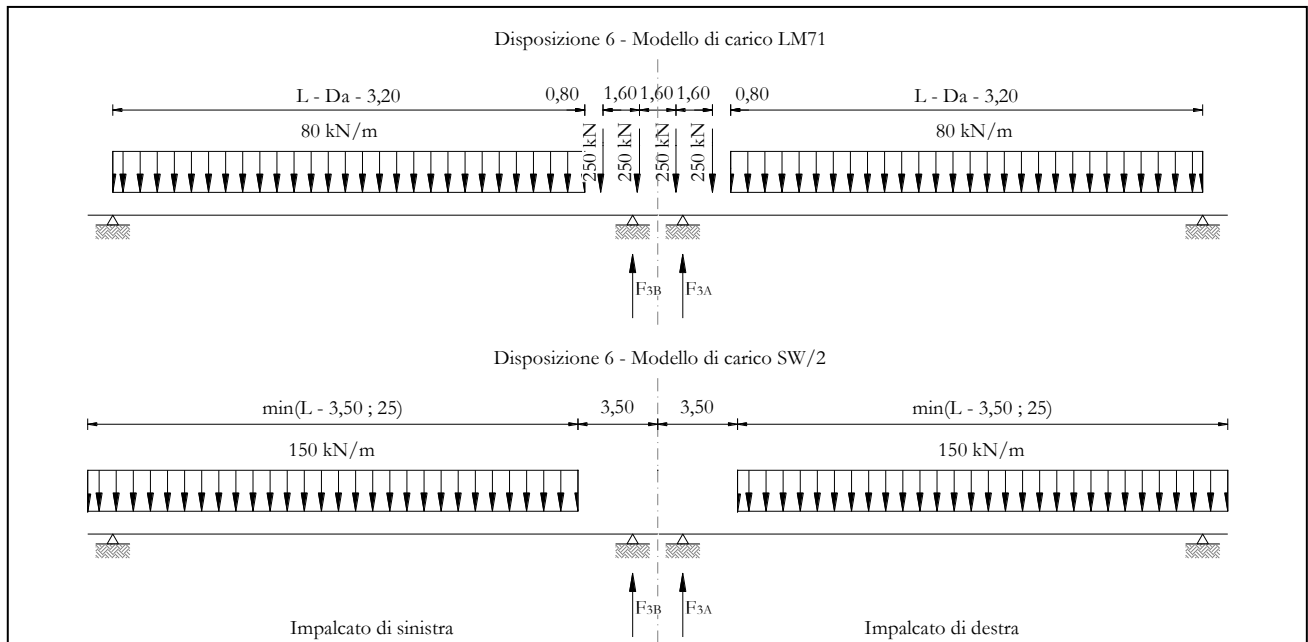 Disposizione 6 - Modello di carico LM71
L - Da - 3,20 0,80 1,60 1,60 1,60 0,80 L - Da - 3,20
80 kN/m 250 kN 250 kN 250 kN 250 kN 80 kN/m
F3B F3A
Disposizione 6 - Modello di carico SW/2
min(L - 3,50 ; 25) 3,50 3,50 min(L - 3,50 ; 25)
150 kN/m 150 kN/m
F3B F3A
Impalcato di sinistra Impalcato di destra